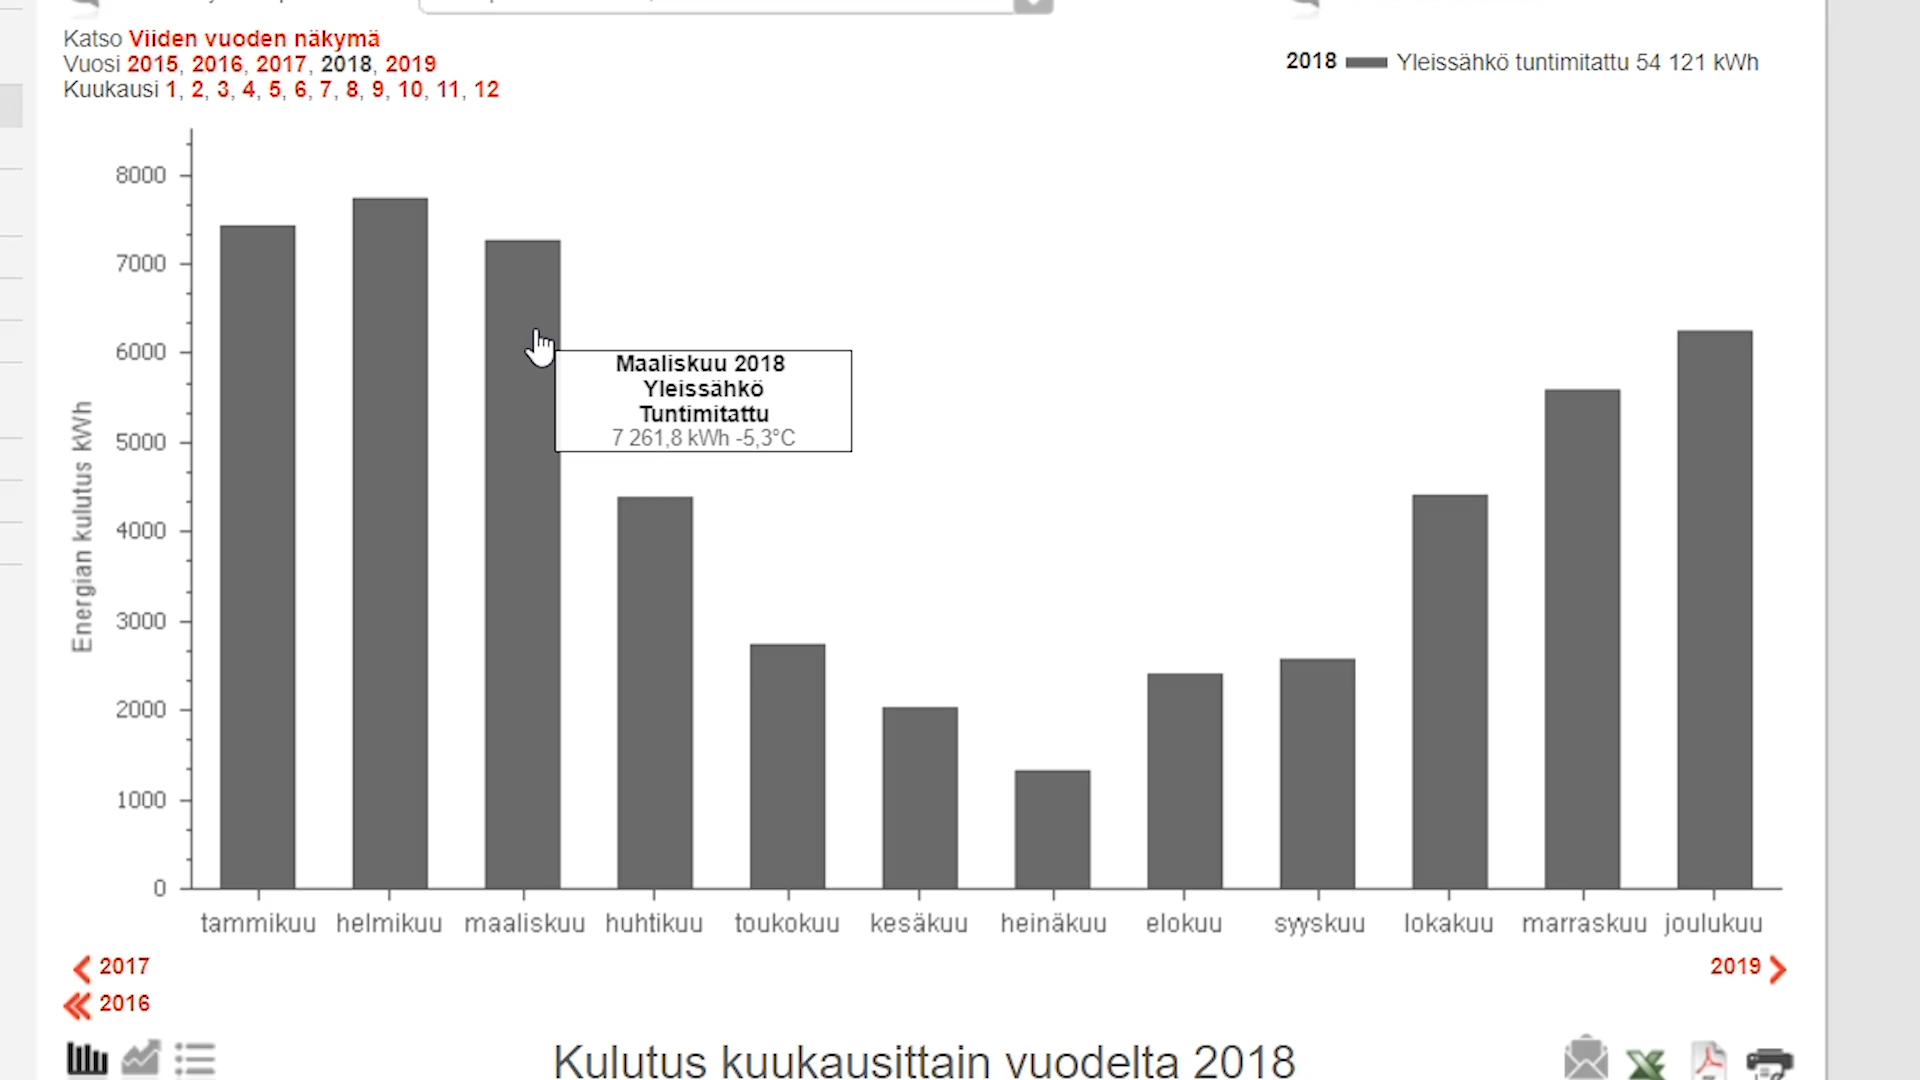 Katso Viiden vuoden näkymä
Vuosi 2015, 2016, 2017, 2018, 2019
Kuukausi 1, 2, 3, 4, 5, 6, 7, 8, 9, 10, 11, 12
2018 Yleissähkö tuntimitattu 54 121 kWh
8000
7000
6000
5000
4000
3000
2000
1000
0
Energian kulutus kWh
Maaliskuu 2018
Yleissähkö
Tuntimitattu
7 261,8 kWh -5,3°C
tammikuu helmikuu maaliskuu huhtikuu toukokuu kesäkuu heinäkuu elokuu syyskuu lokakuu marraskuu joulukuu
2017
2019
2016
Kulutus kuukausittain vuodelta 2018